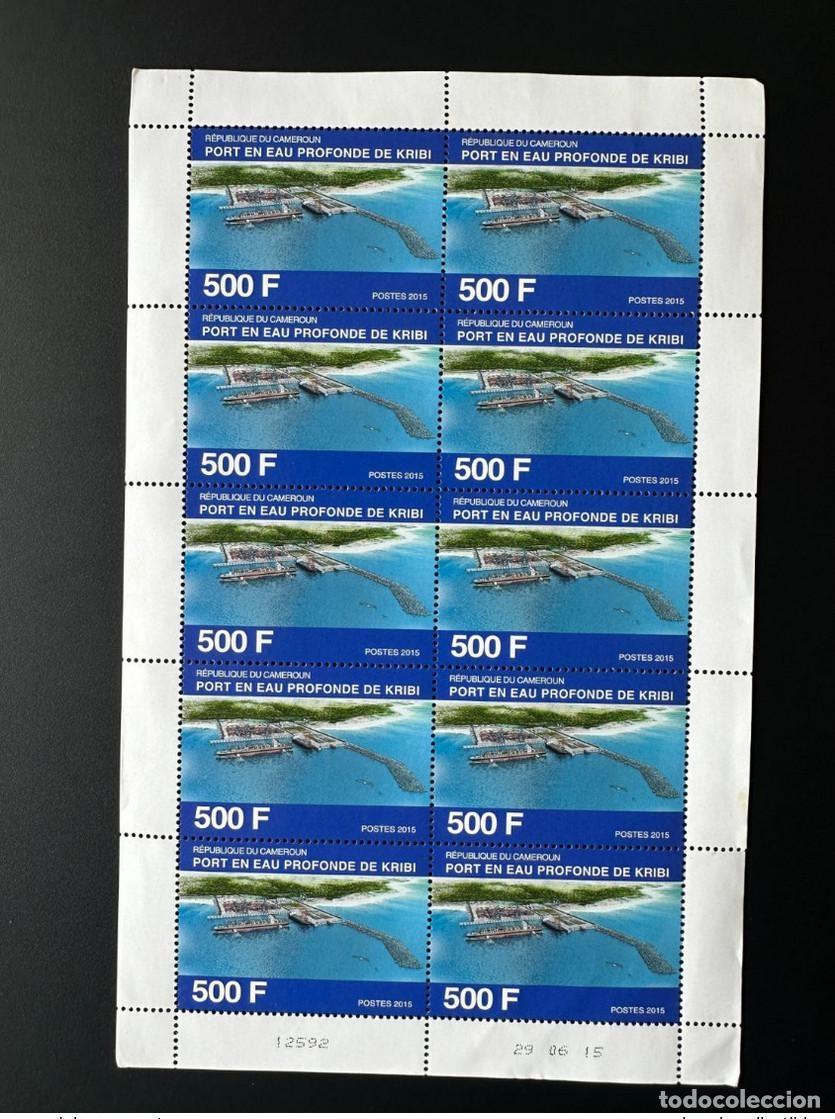 RÉPUBLIQUE DU CAMEROUN
PORT EN EAU PROFONDE DE KRIBI
500 F
POSTES 2015
RÉPUBLIQUE DU CAMEROUN
PORT EN EAU PROFONDE DE KRIBI
500 F
POSTES 2015
RÉPUBLIQUE DU CAMEROUN
PORT EN EAU PROFONDE DE KRIBI
500 F
POSTES 2015
RÉPUBLIQUE DU CAMEROUN
PORT EN EAU PROFONDE DE KRIBI
500 F
POSTES 2015
RÉPUBLIQUE DU CAMEROUN
PORT EN EAU PROFONDE DE KRIBI
500 F
POSTES 2015
RÉPUBLIQUE DU CAMEROUN
PORT EN EAU PROFONDE DE KRIBI
500 F
POSTES 2015
RÉPUBLIQUE DU CAMEROUN
PORT EN EAU PROFONDE DE KRIBI
500 F
POSTES 2015
RÉPUBLIQUE DU CAMEROUN
PORT EN EAU PROFONDE DE KRIBI
500 F
POSTES 2015
RÉPUBLIQUE DU CAMEROUN
PORT EN EAU PROFONDE DE KRIBI
500 F
POSTES 2015
RÉPUBLIQUE DU CAMEROUN
PORT EN EAU PROFONDE DE KRIBI
500 F
POSTES 2015
12592
29 06 15
todocoleccion